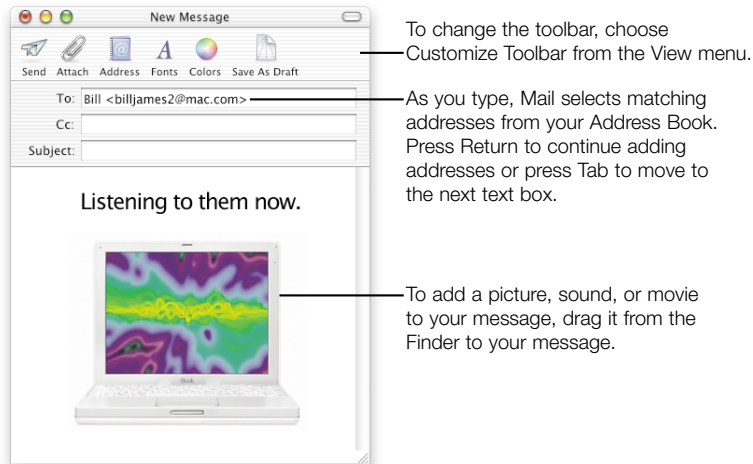 New Message
Send Attach Address Fonts Colors Save As Draft
To: Bill <billjames2@mac.com>
Cc:
Subject:
Listening to them now.
iBook
To change the toolbar, choose
Customize Toolbar from the View menu.
As you type, Mail selects matching
addresses from your Address Book.
Press Return to continue adding
addresses or press Tab to move to
the next text box.
To add a picture, sound, or movie
to your message, drag it from the
Finder to your message.